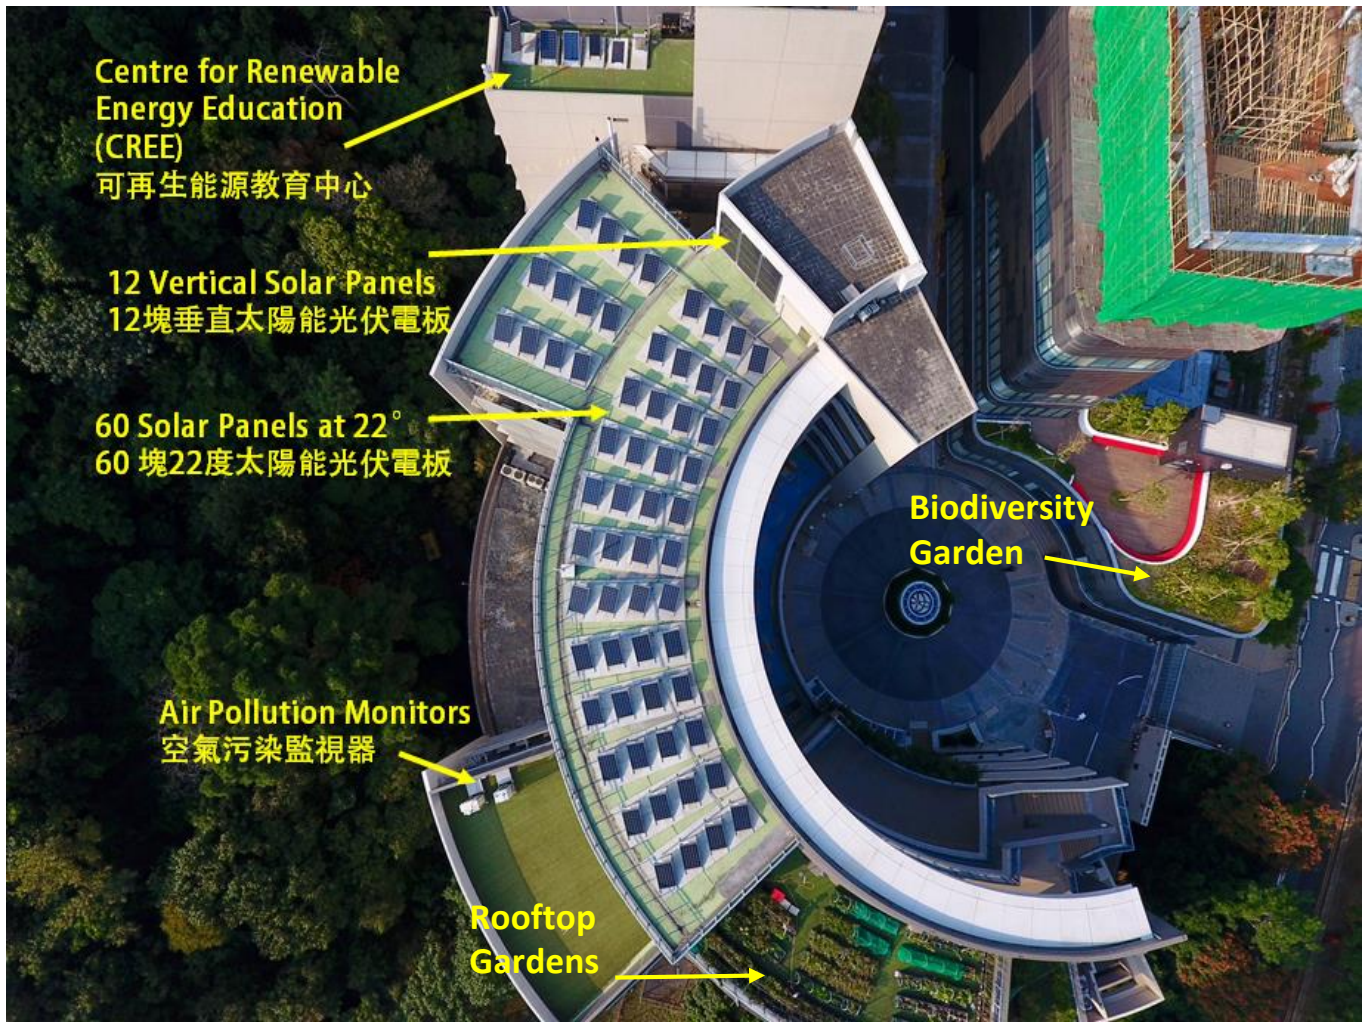 Centre for Renewable
Energy Education
(CREE)
可再生能源教育中心
12 Vertical Solar Panels
12塊垂直太陽能光伏電板
60 Solar Panels at 22°
60 塊22度太陽能光伏電板
Biodiversity
Garden
Air Pollution Monitors
空氣污染監視器
Rooftop
Gardens